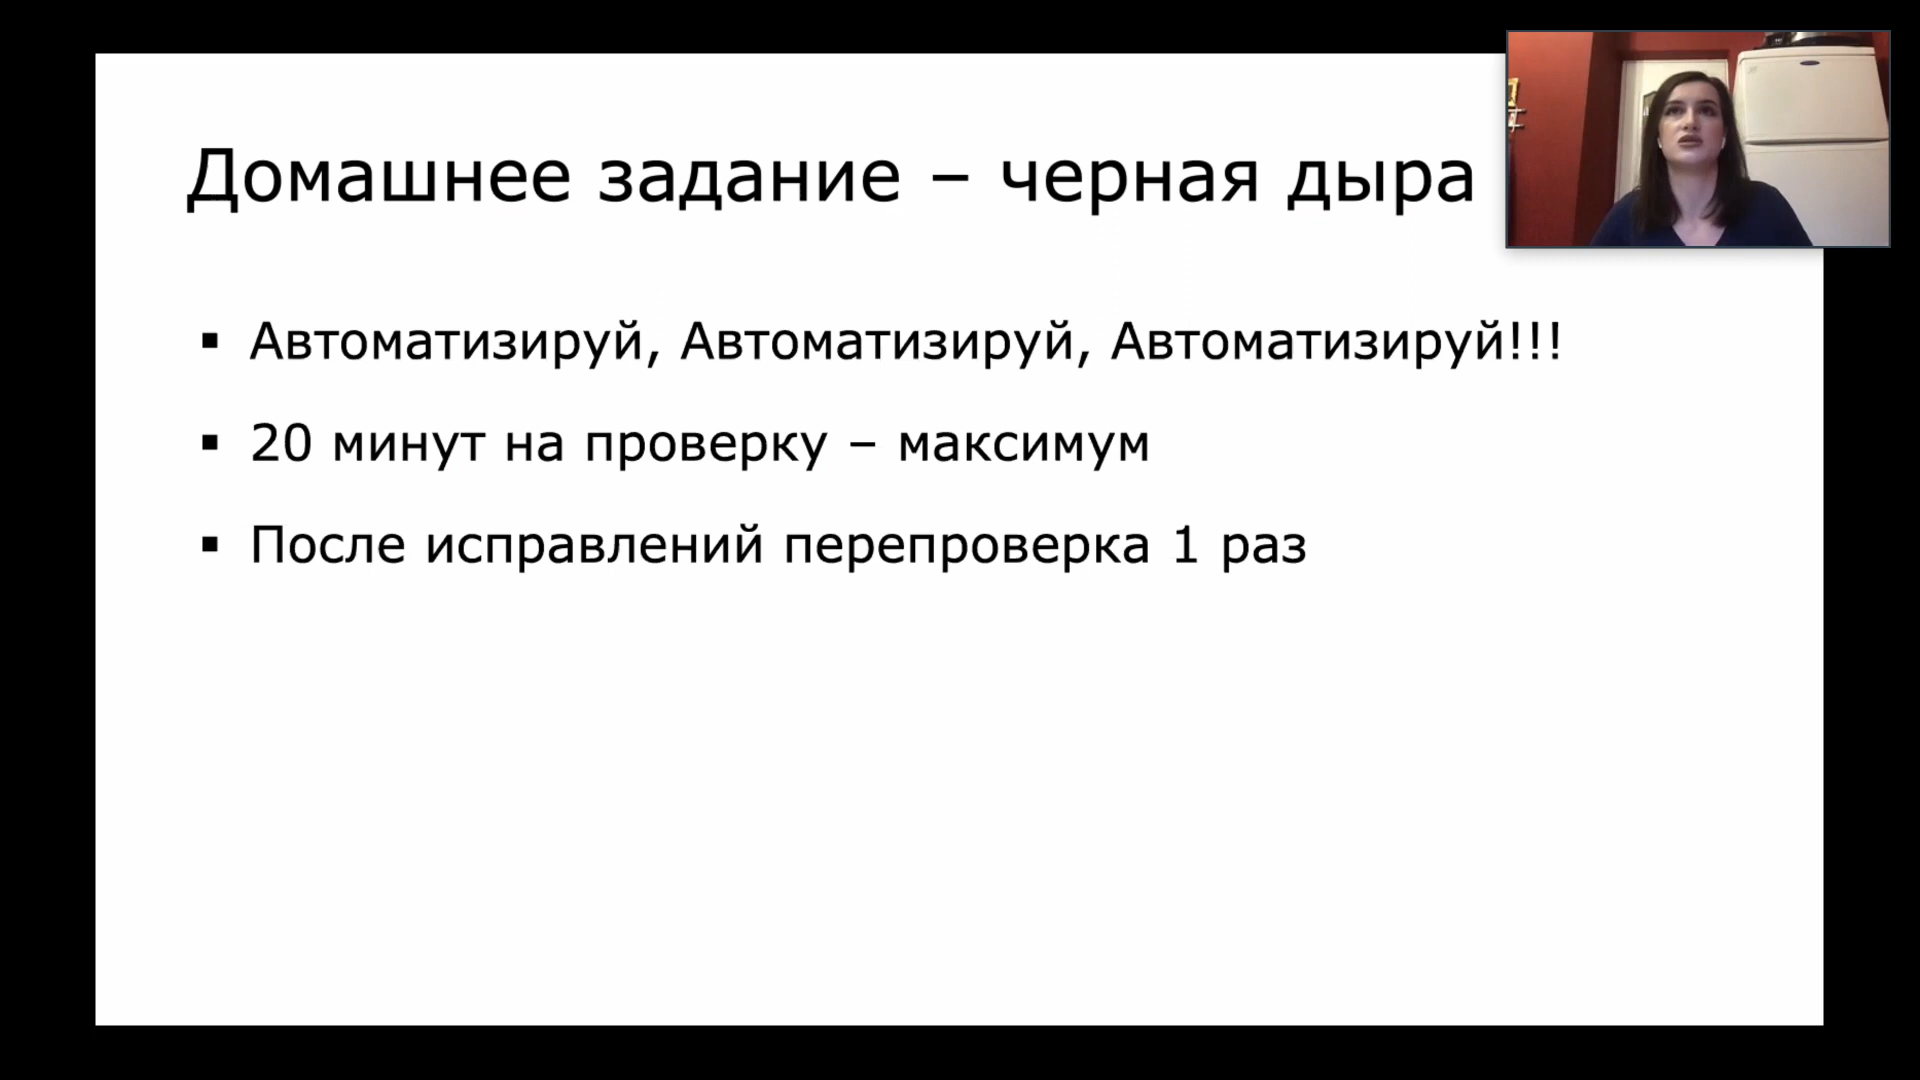 Домашнее задание – черная дыра
▪ Автоматизируй, Автоматизируй, Автоматизируй!!!
▪ 20 минут на проверку – максимум
▪ После исправлений перепроверка 1 раз